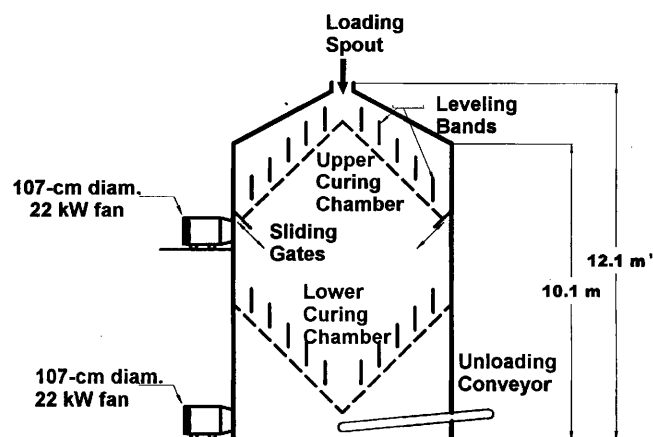 Loading
Spout
Leveling
Bands
Upper
Curing
Chamber
107-cm diam.
22 kW fan
Sliding
Gates
12.1 m'
10.1 m
Lower
Curing
Chamber
Unloading
Conveyor
107-cm diam.
22 kW fan